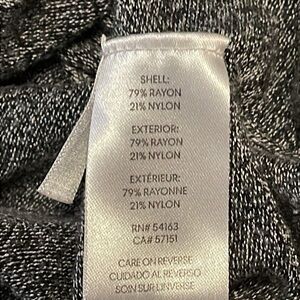 SHELL:
79% RAYON
21% NYLON
EXTERIOR:
79% RAYON
21% NYLON
EXTÉRIEUR:
79% RAYONNE
21% NYLON
RN# 54163
CA# 57151
CARE ON REVERSE
CUIDADO AL REVERSO
SOIN SUR L'INVERSE